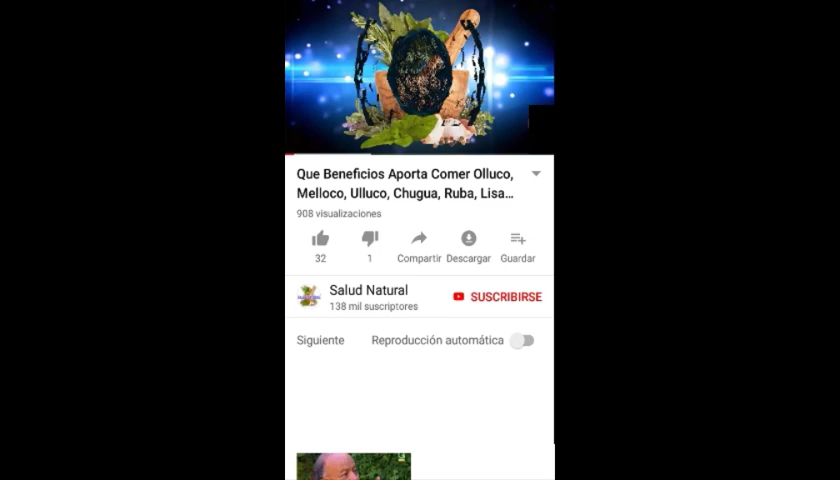 Que Beneficios Aporta Comer Olluco,
Melloco, Ulluco, Chugua, Ruba, Lisa...
908 visualizaciones
32
1
Compartir
Descargar
Guardar
Salud Natural
138 mil suscriptores
SUSCRIBIRSE
Siguiente
Reproducción automática